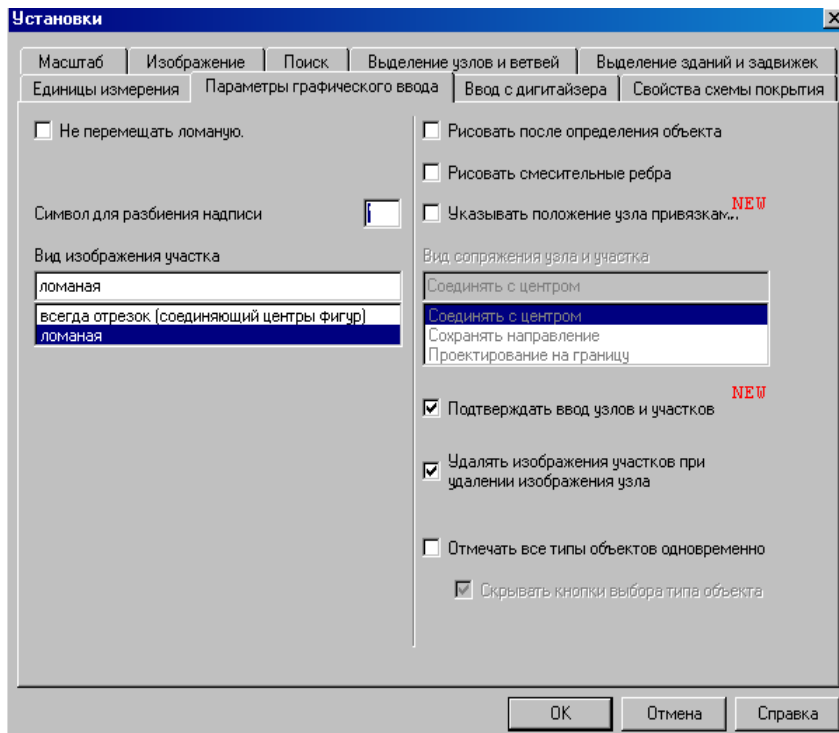 Установки
Масштаб
Изображение
Поиск
Выделение узлов и ветвей
Выделение зданий и задвижек
Единицы измерения
Параметры графического ввода
Ввод с дигитайзера
Свойства схемы покрытия
Не перемещать ломаную.
Символ для разбиения надписи
Вид изображения участка
ломаная
всегда отрезок (соединяющий центры фигур)
ломаная
Рисовать после определения объекта
Рисовать смесительные ребра
NEW
Указывать положение узла привязкам..
Вид сопряжения узла и участка
Соединять с центром
Соединять с центром
Сохранять направление
Проектирование на границу
NEW
Подтверждать ввод узлов и участков
Удалять изображения участков при
удалении изображения узла
Отмечать все типы объектов одновременно
Скрывать кнопки выбора типа объекта
OK
Отмена
Справка